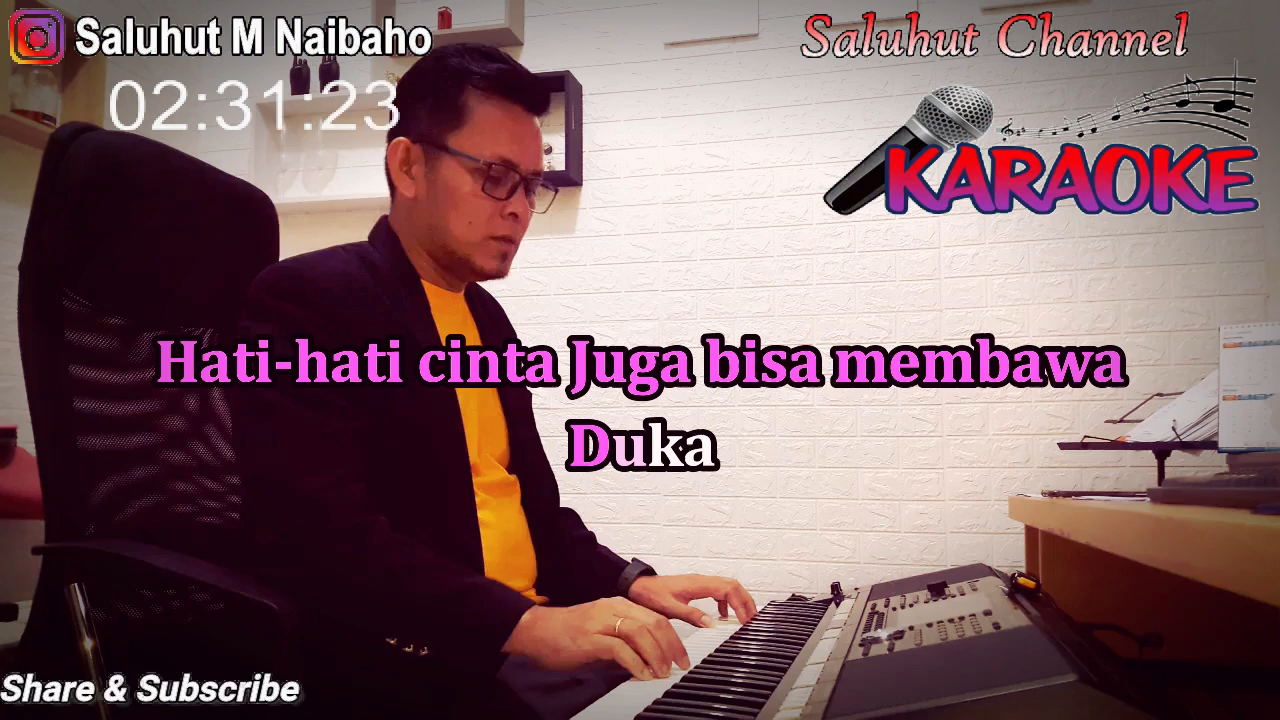 Saluhut M Naibaho
Saluhut Channel
02:31:23
KARAOKE
Hati-hati cinta Juga bisa membawa
Duka
Share & Subscribe